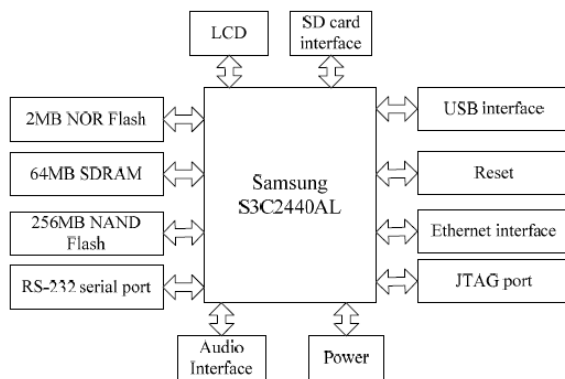 LCD
SD card
interface
2MB NOR Flash
64MB SDRAM
256MB NAND
Flash
RS-232 serial port
Samsung
S3C2440AL
USB interface
Reset
Ethernet interface
JTAG port
Audio
Interface
Power